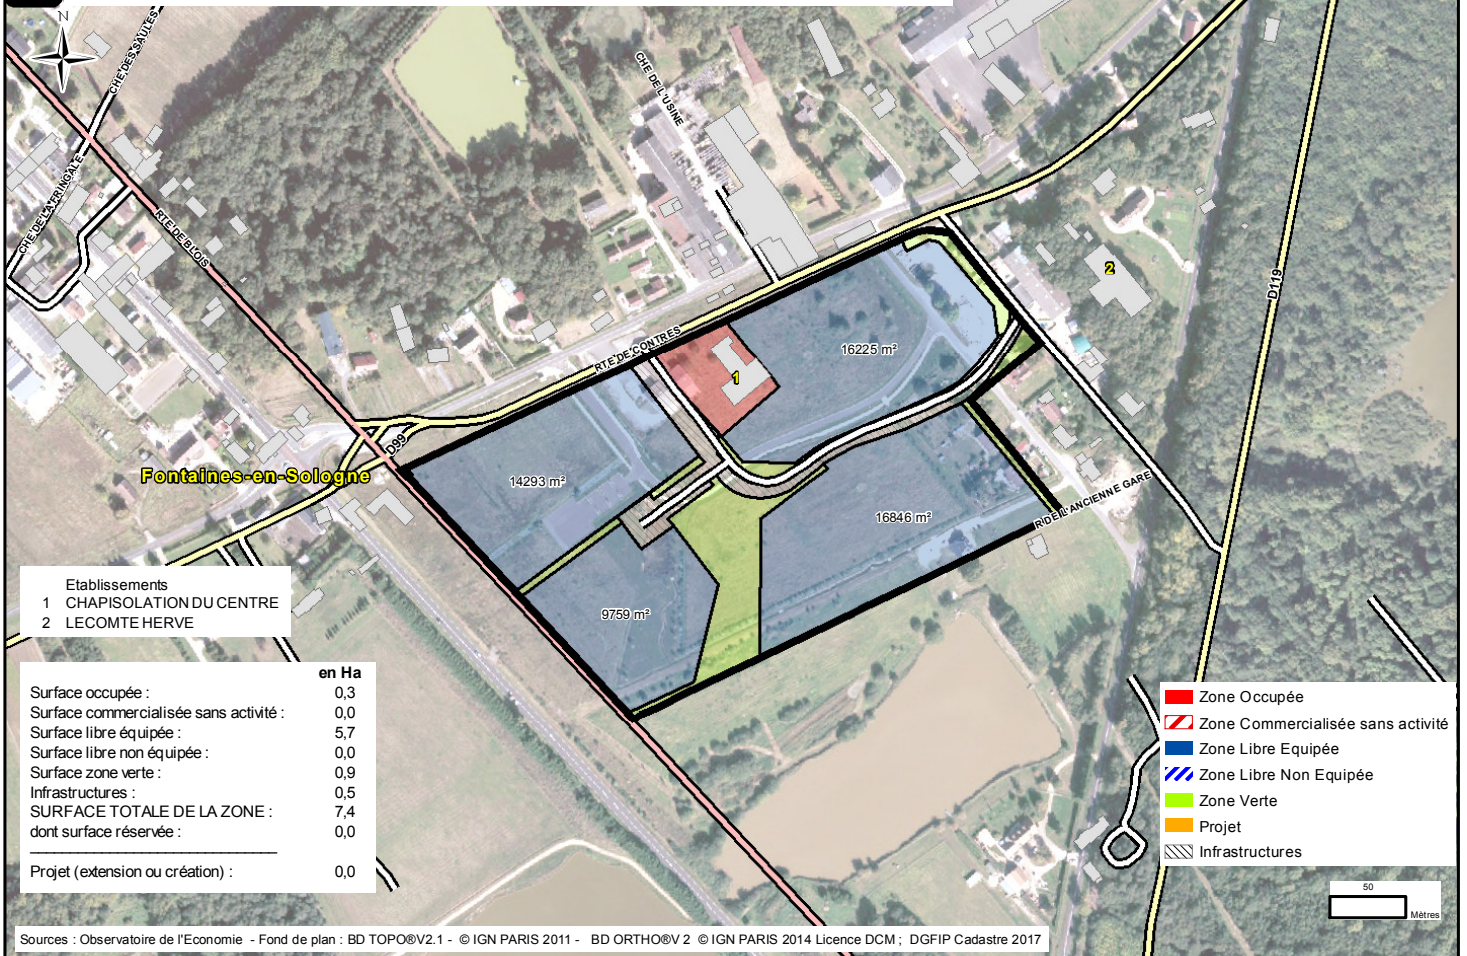 N
CHE DES SAULES
CHE DE L'USINE
CHE DE LA FRINGALE
RTE DE BLOIS
2
D119
RTE DE CONTRES
16225 m²
1
D99
Fontaines-en-Sologne
14293 m²
16846 m²
R DE L'ANCIENNE GARE
9759 m²
Etablissements
1 CHAPISOLATION DU CENTRE
2 LECOMTE HERVE
en Ha
Surface occupée : 0,3
Surface commercialisée sans activité : 0,0
Surface libre équipée : 5,7
Surface libre non équipée : 0,0
Surface zone verte : 0,9
Infrastructures : 0,5
SURFACE TOTALE DE LA ZONE : 7,4
dont surface réservée : 0,0
Projet (extension ou création) : 0,0
Zone Occupée
Zone Commercialisée sans activité
Zone Libre Equipée
Zone Libre Non Equipée
Zone Verte
Projet
Infrastructures
50
Mètres
Sources : Observatoire de l'Economie - Fond de plan : BD TOPO®V2.1 - © IGN PARIS 2011 - BD ORTHO®V 2 © IGN PARIS 2014 Licence DCM ; DGFIP Cadastre 2017